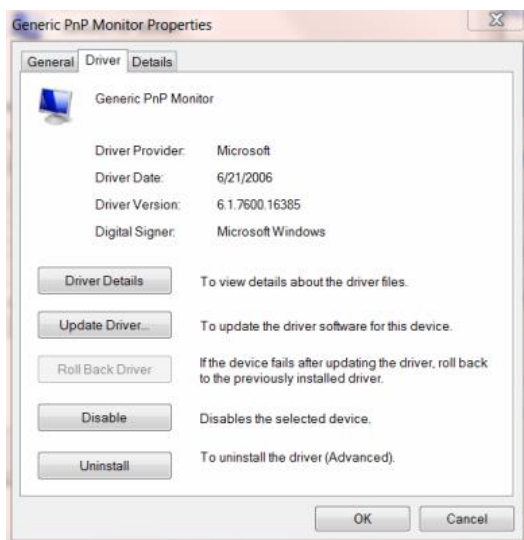 Generic PnP Monitor Properties
General Driver Details
Generic PnP Monitor
Driver Provider: Microsoft
Driver Date: 6/21/2006
Driver Version: 6.1.7600.16385
Digital Signer: Microsoft Windows
Driver Details To view details about the driver files.
Update Driver... To update the driver software for this device.
Roll Back Driver If the device fails after updating the driver, roll back
to the previously installed driver.
Disable Disables the selected device.
Uninstall To uninstall the driver (Advanced).
OK Cancel